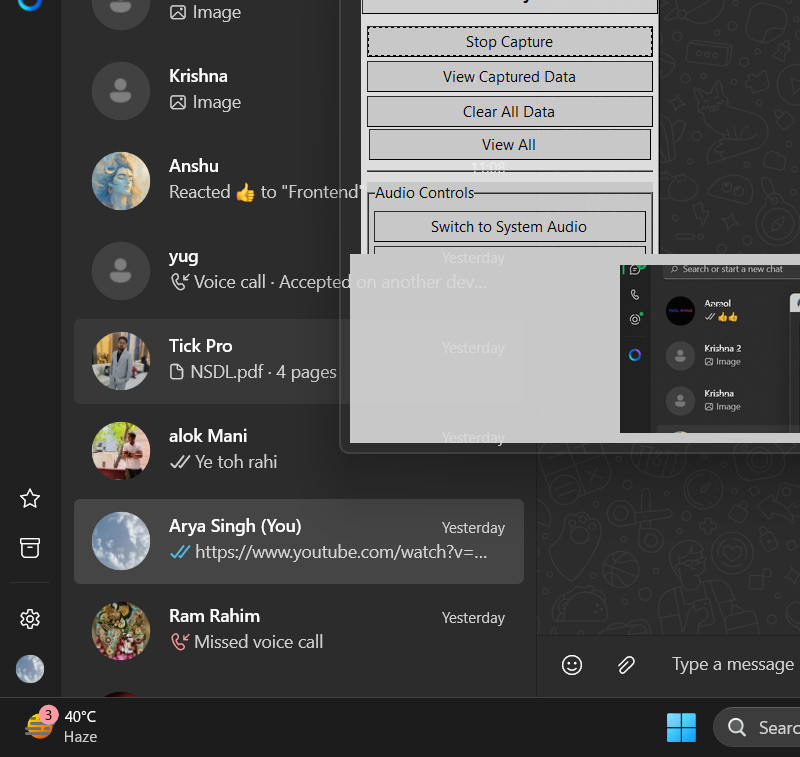 Image
Krishna
Image
Anshu
Reacted 👍 to "Frontend"
11:08
yug
Voice call · Accepted on another dev...
Yesterday
Tick Pro
Yesterday
NSDL.pdf · 4 pages
alok Mani
Yesterday
Ye toh rahi
Arya Singh (You)
Yesterday
https://www.youtube.com/watch?v=...
Ram Rahim
Yesterday
Missed voice call
Stop Capture
View Captured Data
Clear All Data
View All
Audio Controls
Switch to System Audio
Search or start a new chat
Anmol
👍👍
Krishna 2
Image
Krishna
Image
Type a message
3
40°C
Haze
Searc